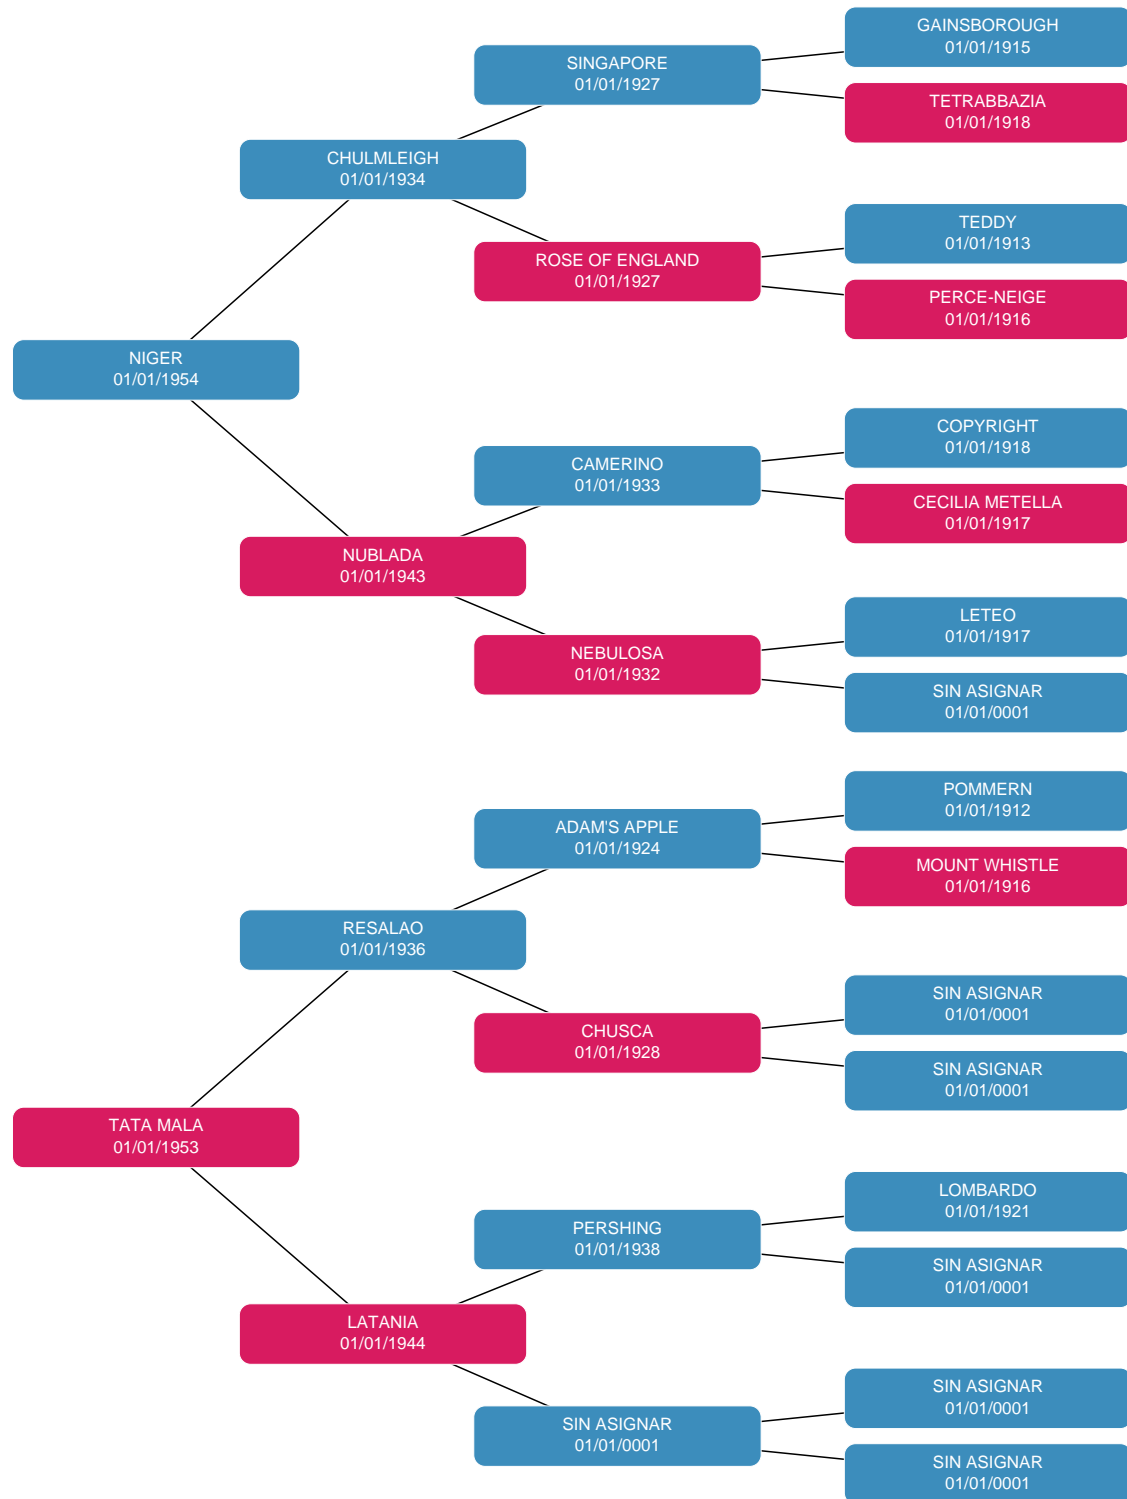 GAINSBOROUGH
01/01/1915
SINGAPORE
01/01/1927
TETRABBAZIA
01/01/1918
CHULMLEIGH
01/01/1934
TEDDY
01/01/1913
ROSE OF ENGLAND
01/01/1927
PERCE-NEIGE
01/01/1916
NIGER
01/01/1954
COPYRIGHT
01/01/1918
CAMERINO
01/01/1933
CECILIA METELLA
01/01/1917
NUBLADA
01/01/1943
LETEO
01/01/1917
NEBULOSA
01/01/1932
SIN ASIGNAR
01/01/0001
POMMERN
01/01/1912
ADAM'S APPLE
01/01/1924
MOUNT WHISTLE
01/01/1916
RESALAO
01/01/1936
SIN ASIGNAR
01/01/0001
CHUSCA
01/01/1928
SIN ASIGNAR
01/01/0001
TATA MALA
01/01/1953
LOMBARDO
01/01/1921
PERSHING
01/01/1938
SIN ASIGNAR
01/01/0001
LATANIA
01/01/1944
SIN ASIGNAR
01/01/0001
SIN ASIGNAR
01/01/0001
SIN ASIGNAR
01/01/0001